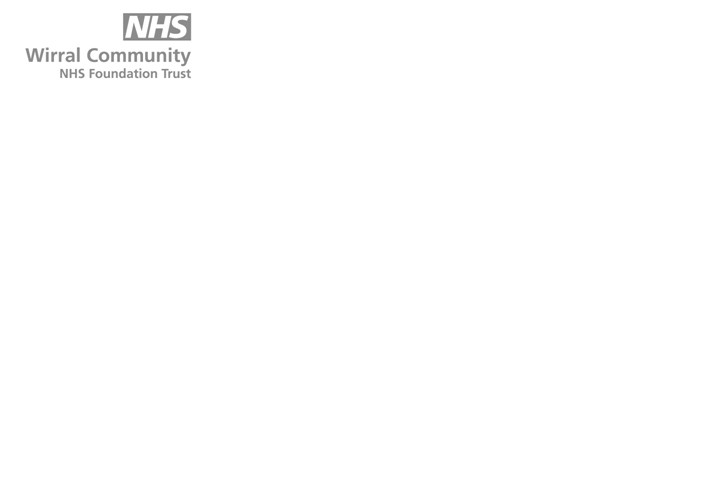 NHS
Wirral Community
NHS Foundation Trust